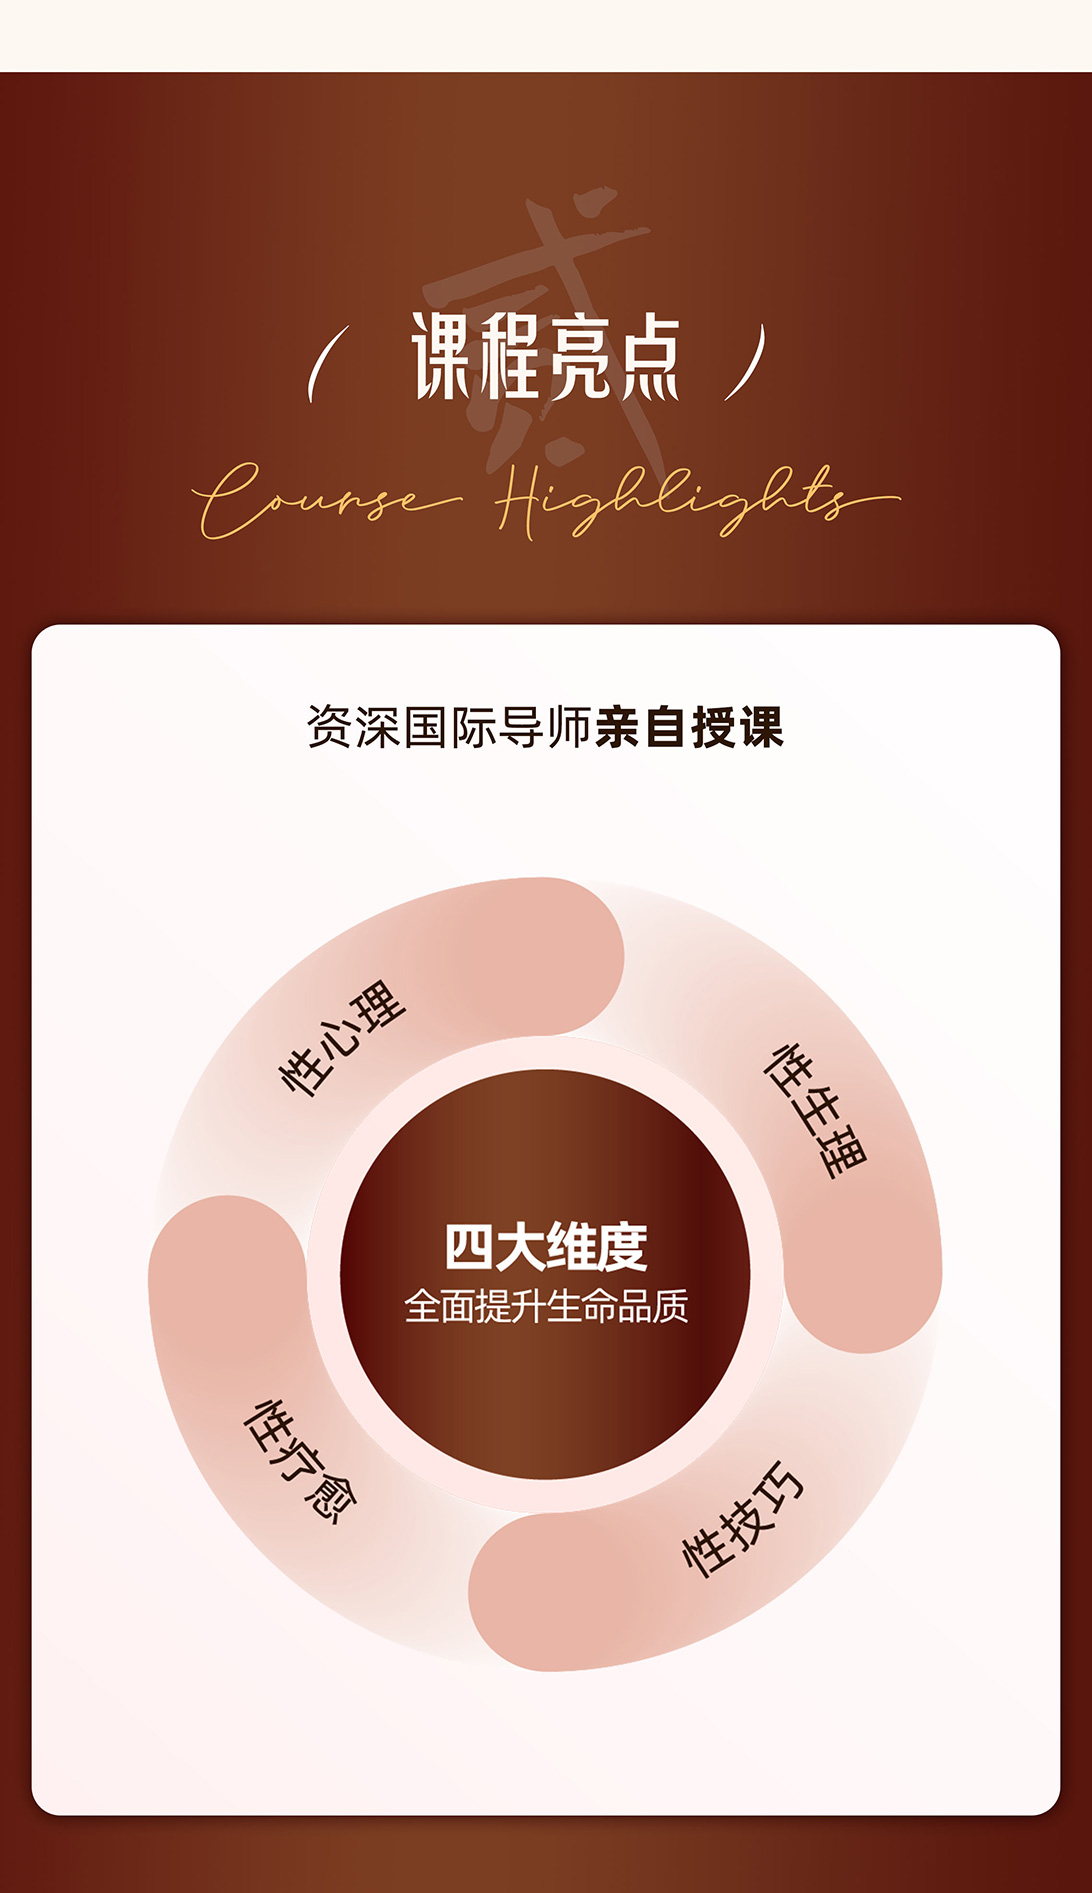 贰
（ 课程亮点 ）
Course Highlights
资深国际导师亲自授课
性心理
性生理
四大维度
全面提升生命品质
性疗愈
性技巧